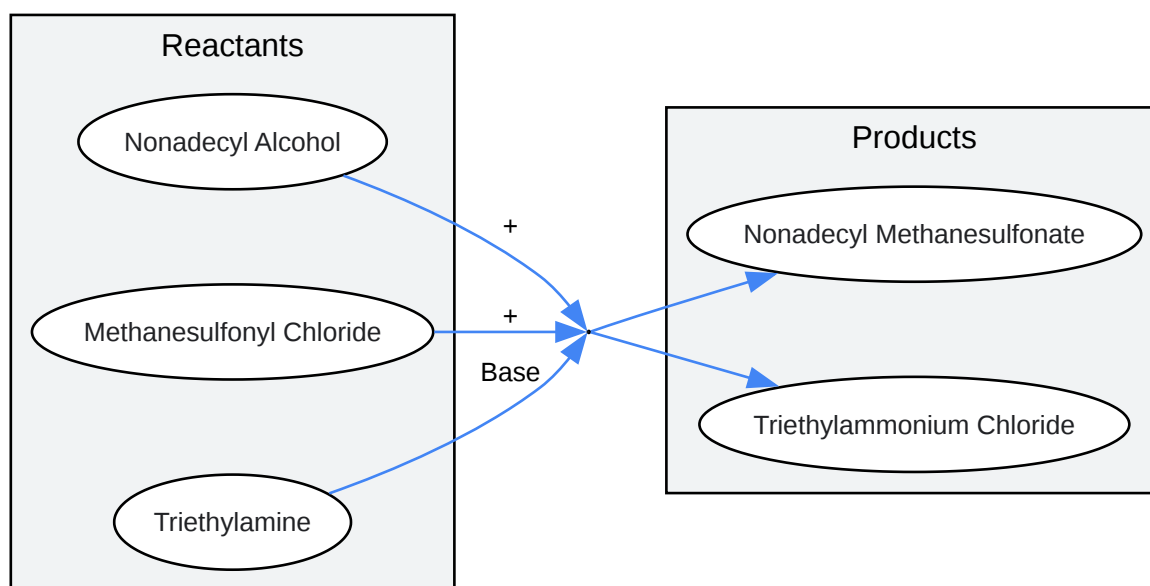 Reactants
Nonadecyl Alcohol
Methanesulfonyl Chloride
Triethylamine
+
+
Base
Products
Nonadecyl Methanesulfonate
Triethylammonium Chloride